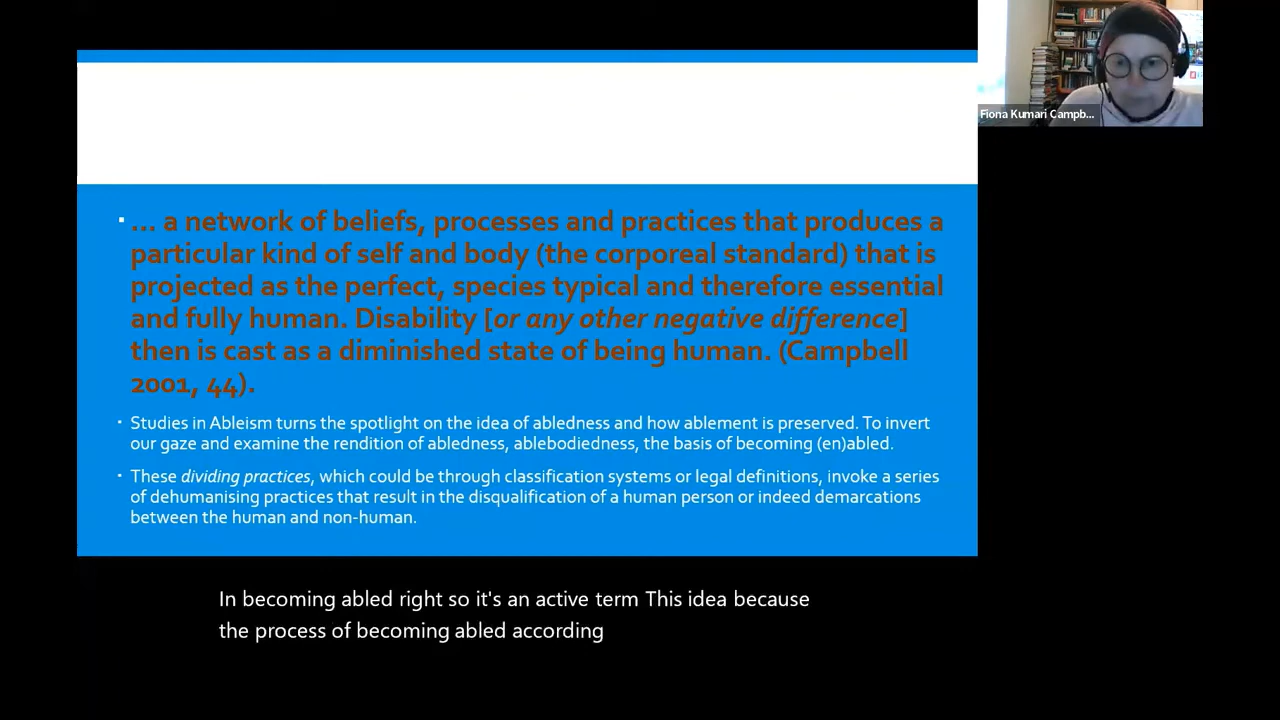 Fiona Kumari Campb...
▪ ... a network of beliefs, processes and practices that produces a
particular kind of self and body (the corporeal standard) that is
projected as the perfect, species typical and therefore essential
and fully human. Disability [or any other negative difference]
then is cast as a diminished state of being human. (Campbell
2001, 44).
▪ Studies in Ableism turns the spotlight on the idea of abledness and how ablement is preserved. To invert
our gaze and examine the rendition of abledness, ablebodiedness, the basis of becoming (en)abled.
▪ These dividing practices, which could be through classification systems or legal definitions, invoke a series
of dehumanising practices that result in the disqualification of a human person or indeed demarcations
between the human and non-human.
In becoming abled right so it's an active term This idea because
the process of becoming abled according